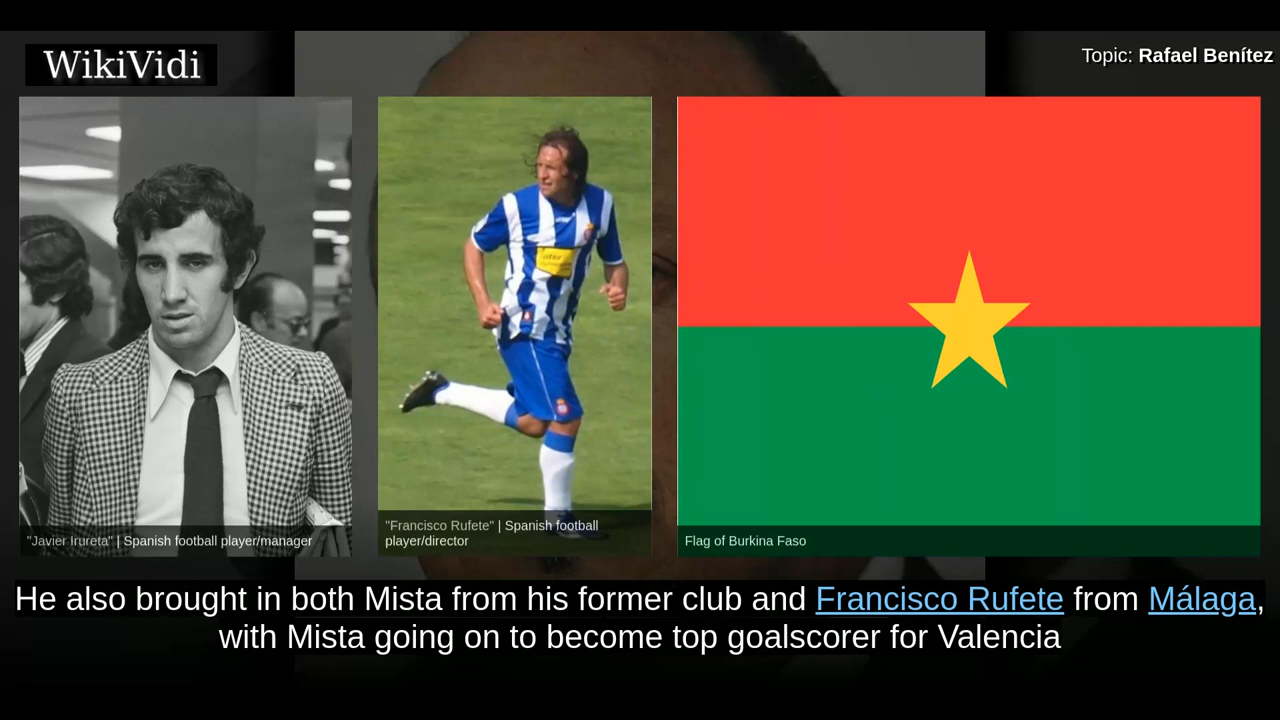 WikiVidi
Topic: Rafael Benítez
"Javier Irureta" | Spanish football player/manager
"Francisco Rufete" | Spanish football
player/director
Flag of Burkina Faso
He also brought in both Mista from his former club and Francisco Rufete from Málaga,
with Mista going on to become top goalscorer for Valencia